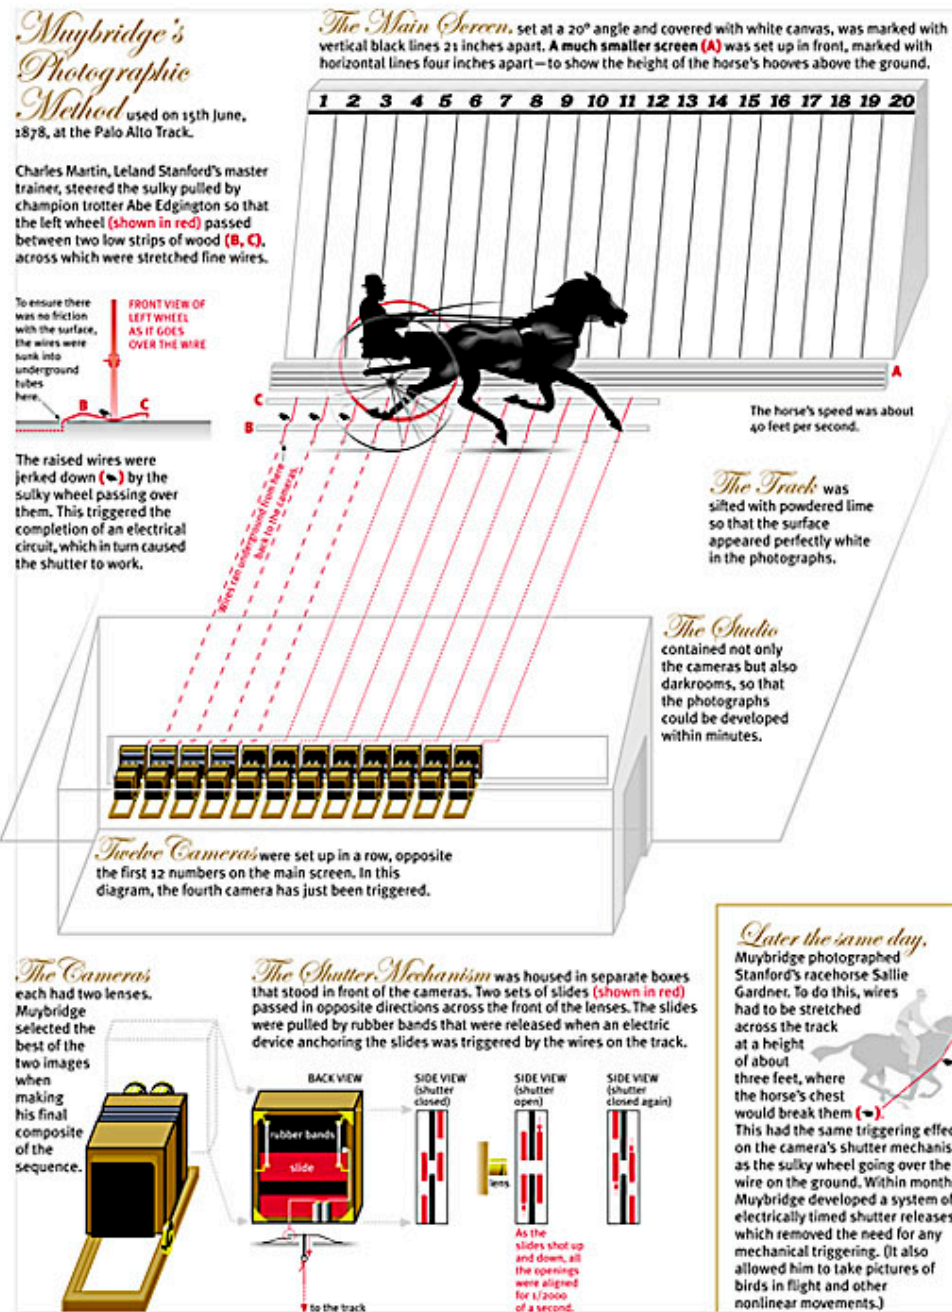 Muybridge's
Photographic
Method used on 15th June,
1878, at the Palo Alto Track.
Charles Martin, Leland Stanford's master
trainer, steered the sulky pulled by
champion trotter Abe Edgington so that
the left wheel (shown in red) passed
between two low strips of wood (B, C),
across which were stretched fine wires.
The Main Screen, set at a 20° angle and covered with white canvas, was marked with
vertical black lines 21 inches apart. A much smaller screen (A) was set up in front, marked with
horizontal lines four inches apart—to show the height of the horse's hooves above the ground.
1 2 3 4 5 6 7 8 9 10 11 12 13 14 15 16 17 18 19 20
To ensure there
was no friction
with the surface,
the wires were
sunk into
underground
tubes
here.
FRONT VIEW OF
LEFT WHEEL
AS IT GOES
OVER THE WIRE
B
C
A
C
B
The horse's speed was about
40 feet per second.
The raised wires were
jerked down ( ) by the
sulky wheel passing over
them. This triggered the
completion of an electrical
circuit, which in turn caused
the shutter to work.
Wires ran underground from here
back to the cameras.
The Track was
sifted with powdered lime
so that the surface
appeared perfectly white
in the photographs.
The Studio
contained not only
the cameras but also
darkrooms, so that
the photographs
could be developed
within minutes.
Twelve Cameras were set up in a row, opposite
the first 12 numbers on the main screen. In this
diagram, the fourth camera has just been triggered.
The Cameras
each had two lenses.
Muybridge
selected the
best of the
two images
when
making
his final
composite
of the
sequence.
The Shutter Mechanism was housed in separate boxes
that stood in front of the cameras. Two sets of slides (shown in red)
passed in opposite directions across the front of the lenses. The slides
were pulled by rubber bands that were released when an electric
device anchoring the slides was triggered by the wires on the track.
BACK VIEW
rubber bands
slide
to the track
SIDE VIEW
(shutter
closed)
lens
SIDE VIEW
(shutter
open)
As the
slides shot up
and down, all
the openings
were aligned
for 1/2000
of a second.
SIDE VIEW
(shutter
closed again)
Later the same day,
Muybridge photographed
Stanford's racehorse Sallie
Gardner. To do this, wires
had to be stretched
across the track
at a height
of about
three feet, where
the horse's chest
would break them ( ).
This had the same triggering effec
on the camera's shutter mechanis
as the sulky wheel going over the
wire on the ground. Within month
Muybridge developed a system of
electrically timed shutter releases
which removed the need for any
mechanical triggering. (It also
allowed him to take pictures of
birds in flight and other
nonlinear movements.)